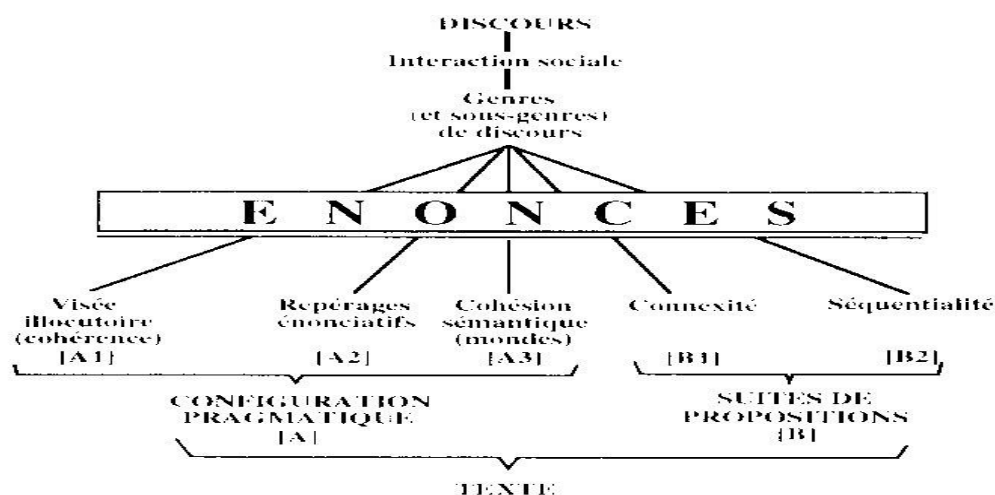 DISCOURS
Interaction sociale
Genres
(et sous-genres)
de discours
E N O N C E S
Visée
illocutoire
(cohérence)
[A1]
Repérages
énonciatifs
[A2]
Cohésion
sémantique
(mondes)
[A3]
Connexité
[B1]
Séquentialité
[B2]
CONFIGURATION
PRAGMATIQUE
[A]
SUITES DE
PROPOSITIONS
[B]
TEXTE